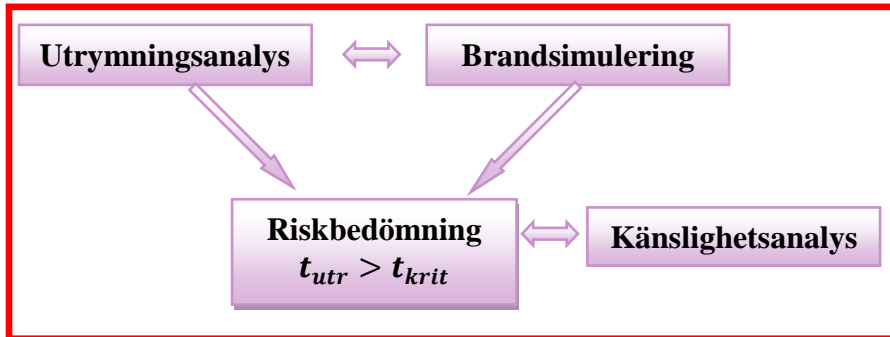 Utrymningsanalys
Brandsimulering
Riskbedömning
t_utr > t_krit
Känslighetsanalys